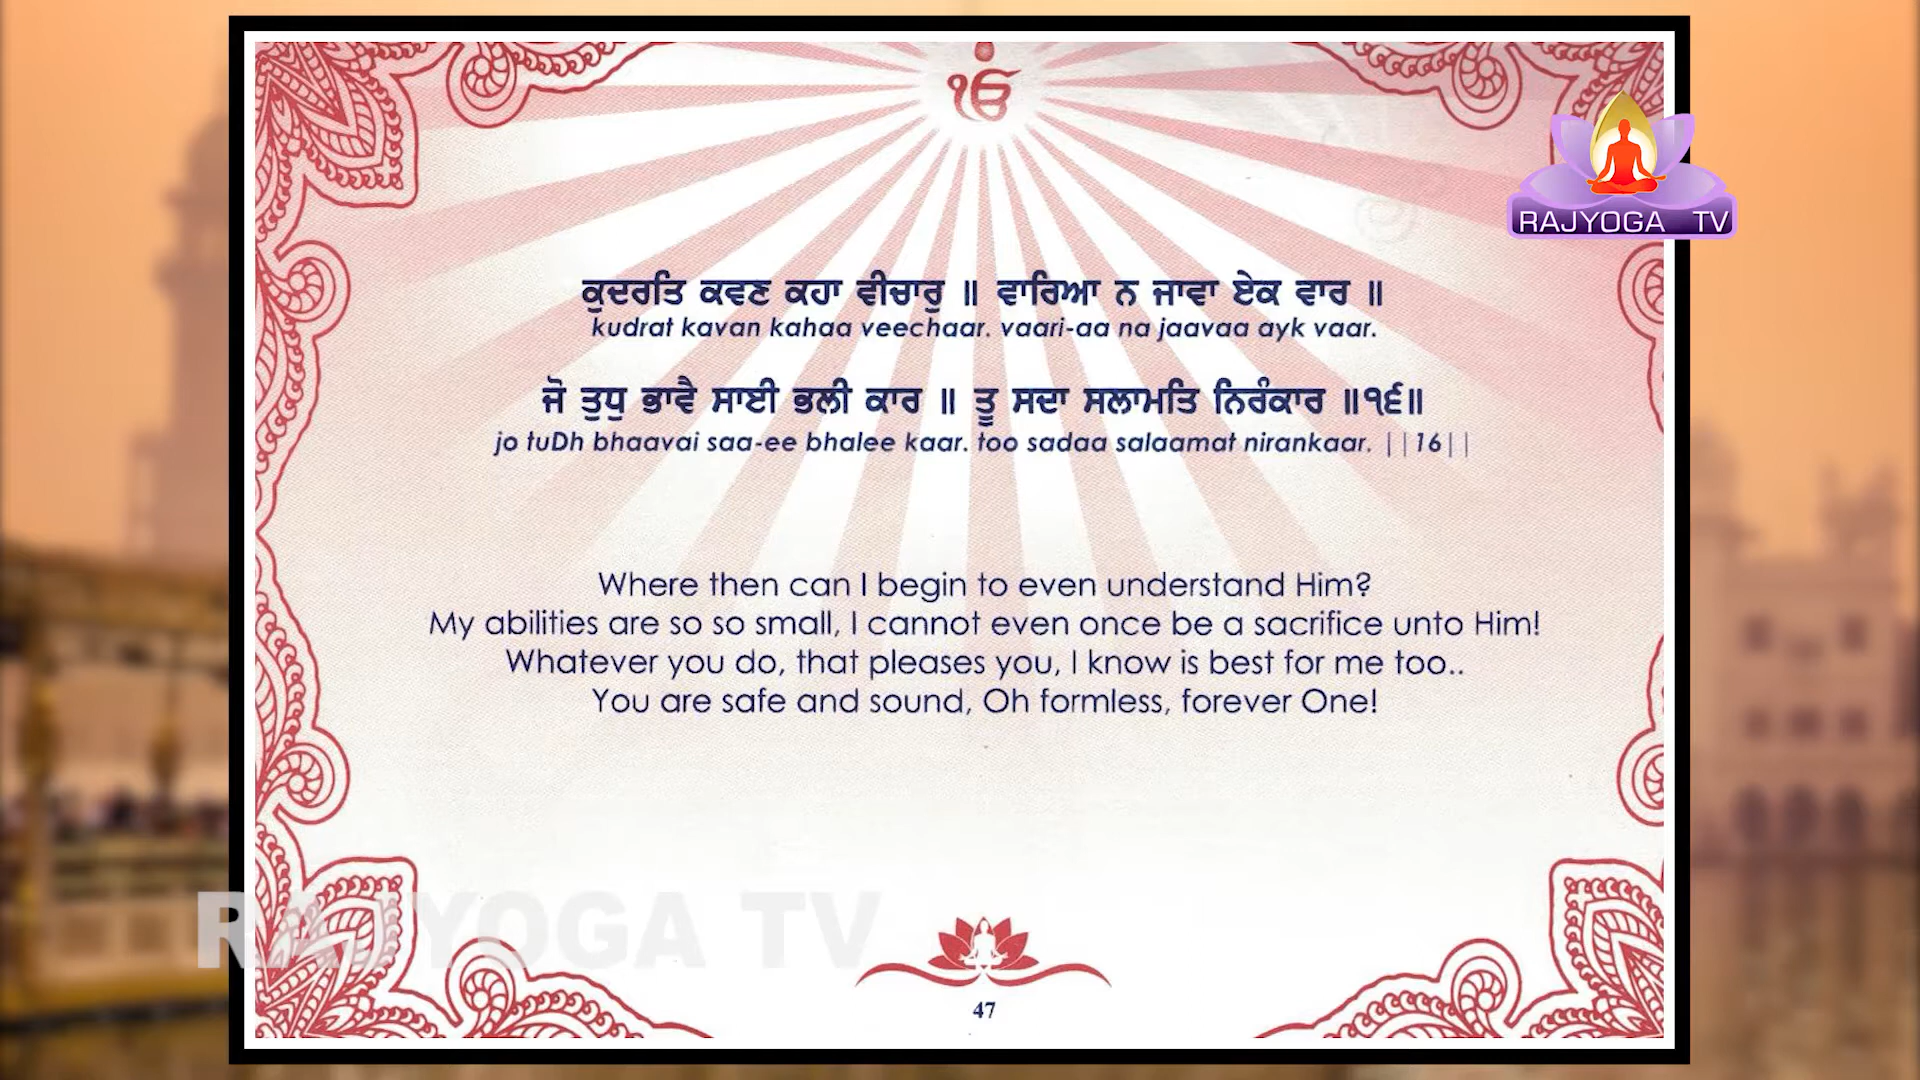 ੴ
RAJYOGA TV
ਕੁਦਰਤਿ ਕਵਣ ਕਹਾ ਵੀਚਾਰੁ ॥ ਵਾਰਿਆ ਨ ਜਾਵਾ ਏਕ ਵਾਰ ॥
kudrat kavan kahaa veechaar. vaari-aa na jaavaa ayk vaar.
ਜੋ ਤੁਧੁ ਭਾਵੈ ਸਾਈ ਭਲੀ ਕਾਰ ॥ ਤੂ ਸਦਾ ਸਲਾਮਤਿ ਨਿਰੰਕਾਰ ॥੧੬॥
jo tuDh bhaavai saa-ee bhalee kaar. too sadaa salaamat nirankaar. ||16||
Where then can I begin to even understand Him?
My abilities are so so small, I cannot even once be a sacrifice unto Him!
Whatever you do, that pleases you, I know is best for me too..
You are safe and sound, Oh formless, forever One!
RAJYOGA TV
47